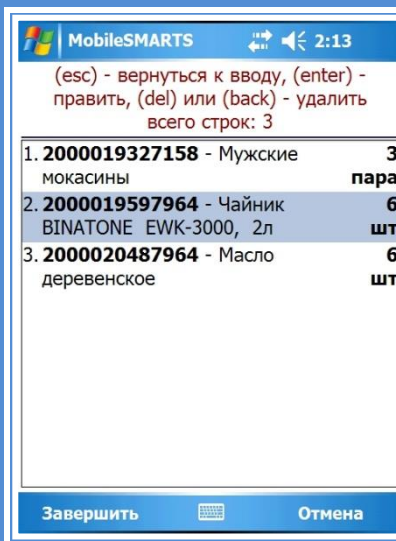 MobileSMARTS 2:13
(esc) - вернуться к вводу, (enter) -
править, (del) или (back) - удалить
всего строк: 3
1. 2000019327158 - Мужские 3
мокасины пара
2. 2000019597964 - Чайник 6
BINATONE EWK-3000, 2л шт
3. 2000020487964 - Масло 6
деревенское шт
Завершить Отмена